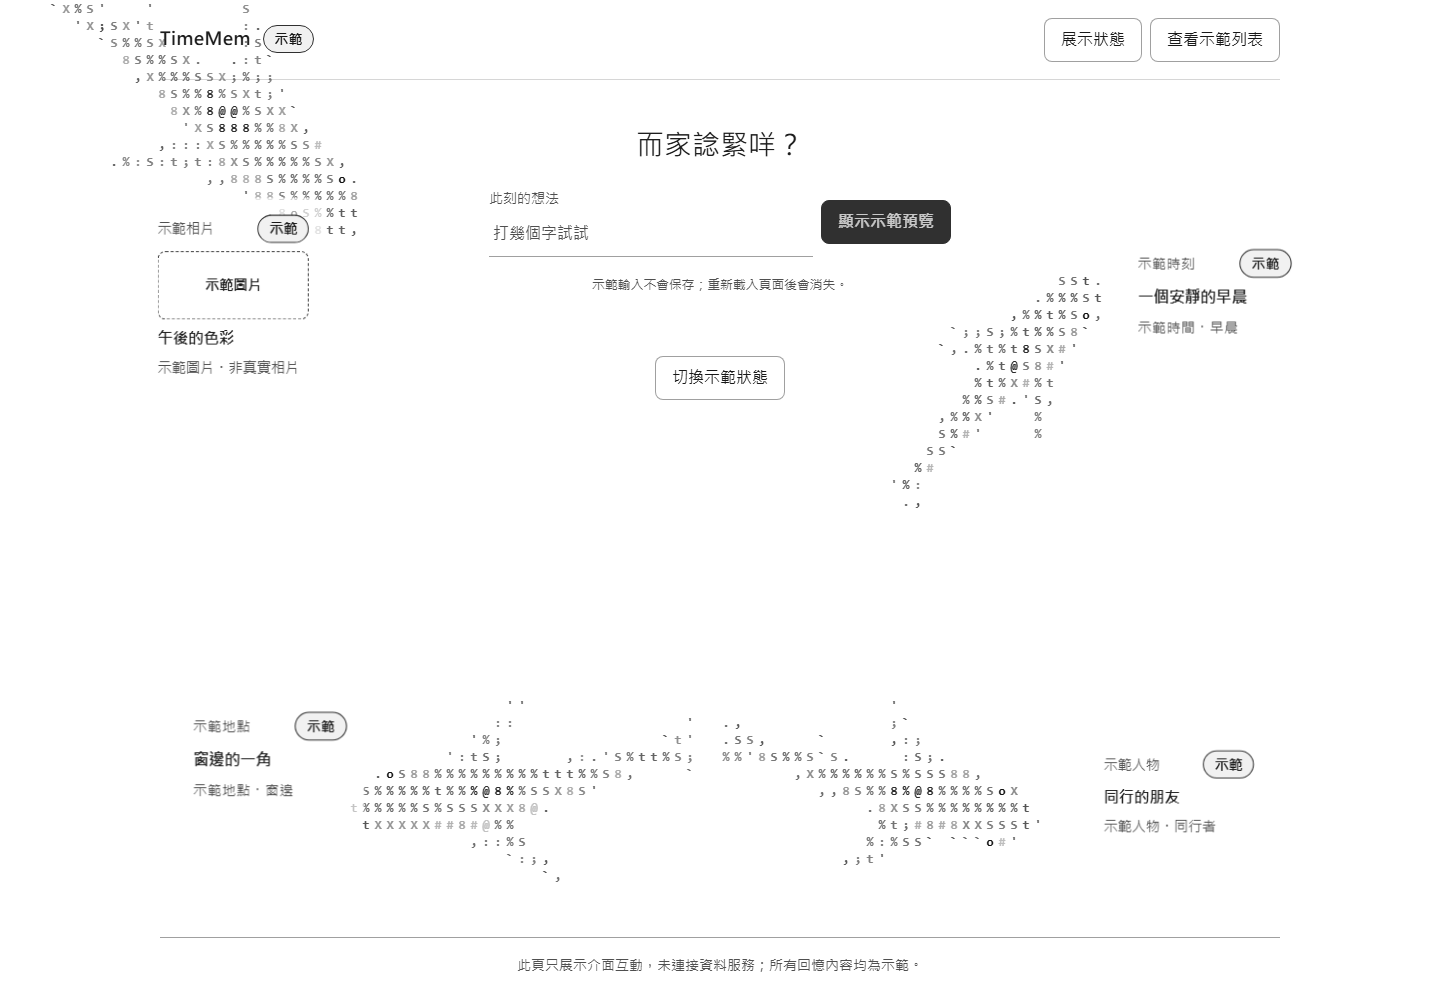 TimeMem 示範
展示狀態
查看示範列表
而家諗緊咩？
此刻的想法
打幾個字試試
顯示示範預覽
示範輸入不會保存；重新載入頁面後會消失。
切換示範狀態
示範相片 示範
示範圖片
午後的色彩
示範圖片・非真實相片
示範時刻 示範
一個安靜的早晨
示範時間・早晨
示範地點 示範
窗邊的一角
示範地點・窗邊
示範人物 示範
同行的朋友
示範人物・同行者
此頁只展示介面互動，未連接資料服務；所有回憶內容均為示範。